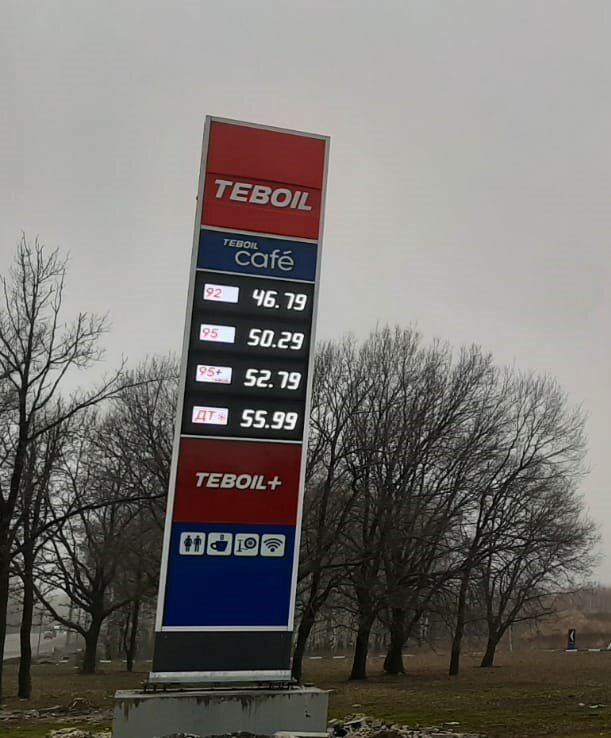 TEBOIL
TEBOIL
café
92 46.79
95 50.29
95+ 52.79
ДТ 55.99
TEBOIL+